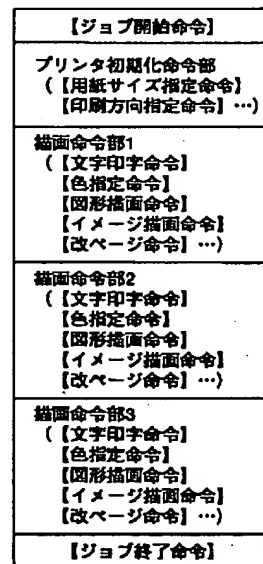 【ジョブ開始命令】
プリンタ初期化命令部
(【用紙サイズ指定命令】
【印刷方向指定命令】…)
描画命令部1
(【文字印字命令】
【色指定命令】
【図形描画命令】
【イメージ描画命令】
【改ページ命令】…)
描画命令部2
(【文字印字命令】
【色指定命令】
【図形描画命令】
【イメージ描画命令】
【改ページ命令】…)
描画命令部3
(【文字印字命令】
【色指定命令】
【図形描画命令】
【イメージ描画命令】
【改ページ命令】…)
【ジョブ終了命令】